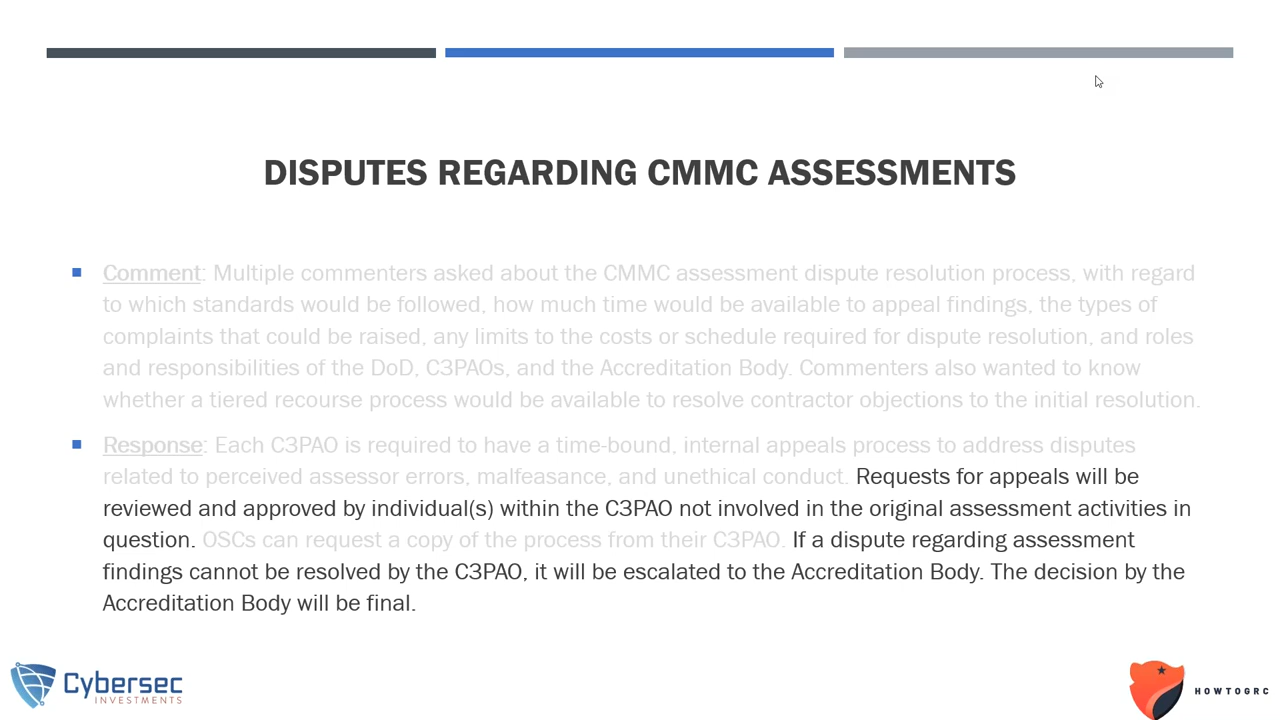 DISPUTES REGARDING CMMC ASSESSMENTS
Comment: Multiple commenters asked about the CMMC assessment dispute resolution process, with regard
to which standards would be followed, how much time would be available to appeal findings, the types of
complaints that could be raised, any limits to the costs or schedule required for dispute resolution, and roles
and responsibilities of the DoD, C3PAOs, and the Accreditation Body. Commenters also wanted to know
whether a tiered recourse process would be available to resolve contractor objections to the initial resolution.
Response: Each C3PAO is required to have a time-bound, internal appeals process to address disputes
related to perceived assessor errors, malfeasance, and unethical conduct. Requests for appeals will be
reviewed and approved by individual(s) within the C3PAO not involved in the original assessment activities in
question. OSCs can request a copy of the process from their C3PAO. If a dispute regarding assessment
findings cannot be resolved by the C3PAO, it will be escalated to the Accreditation Body. The decision by the
Accreditation Body will be final.
Cybersec
INVESTMENTS
HOWTOGRC